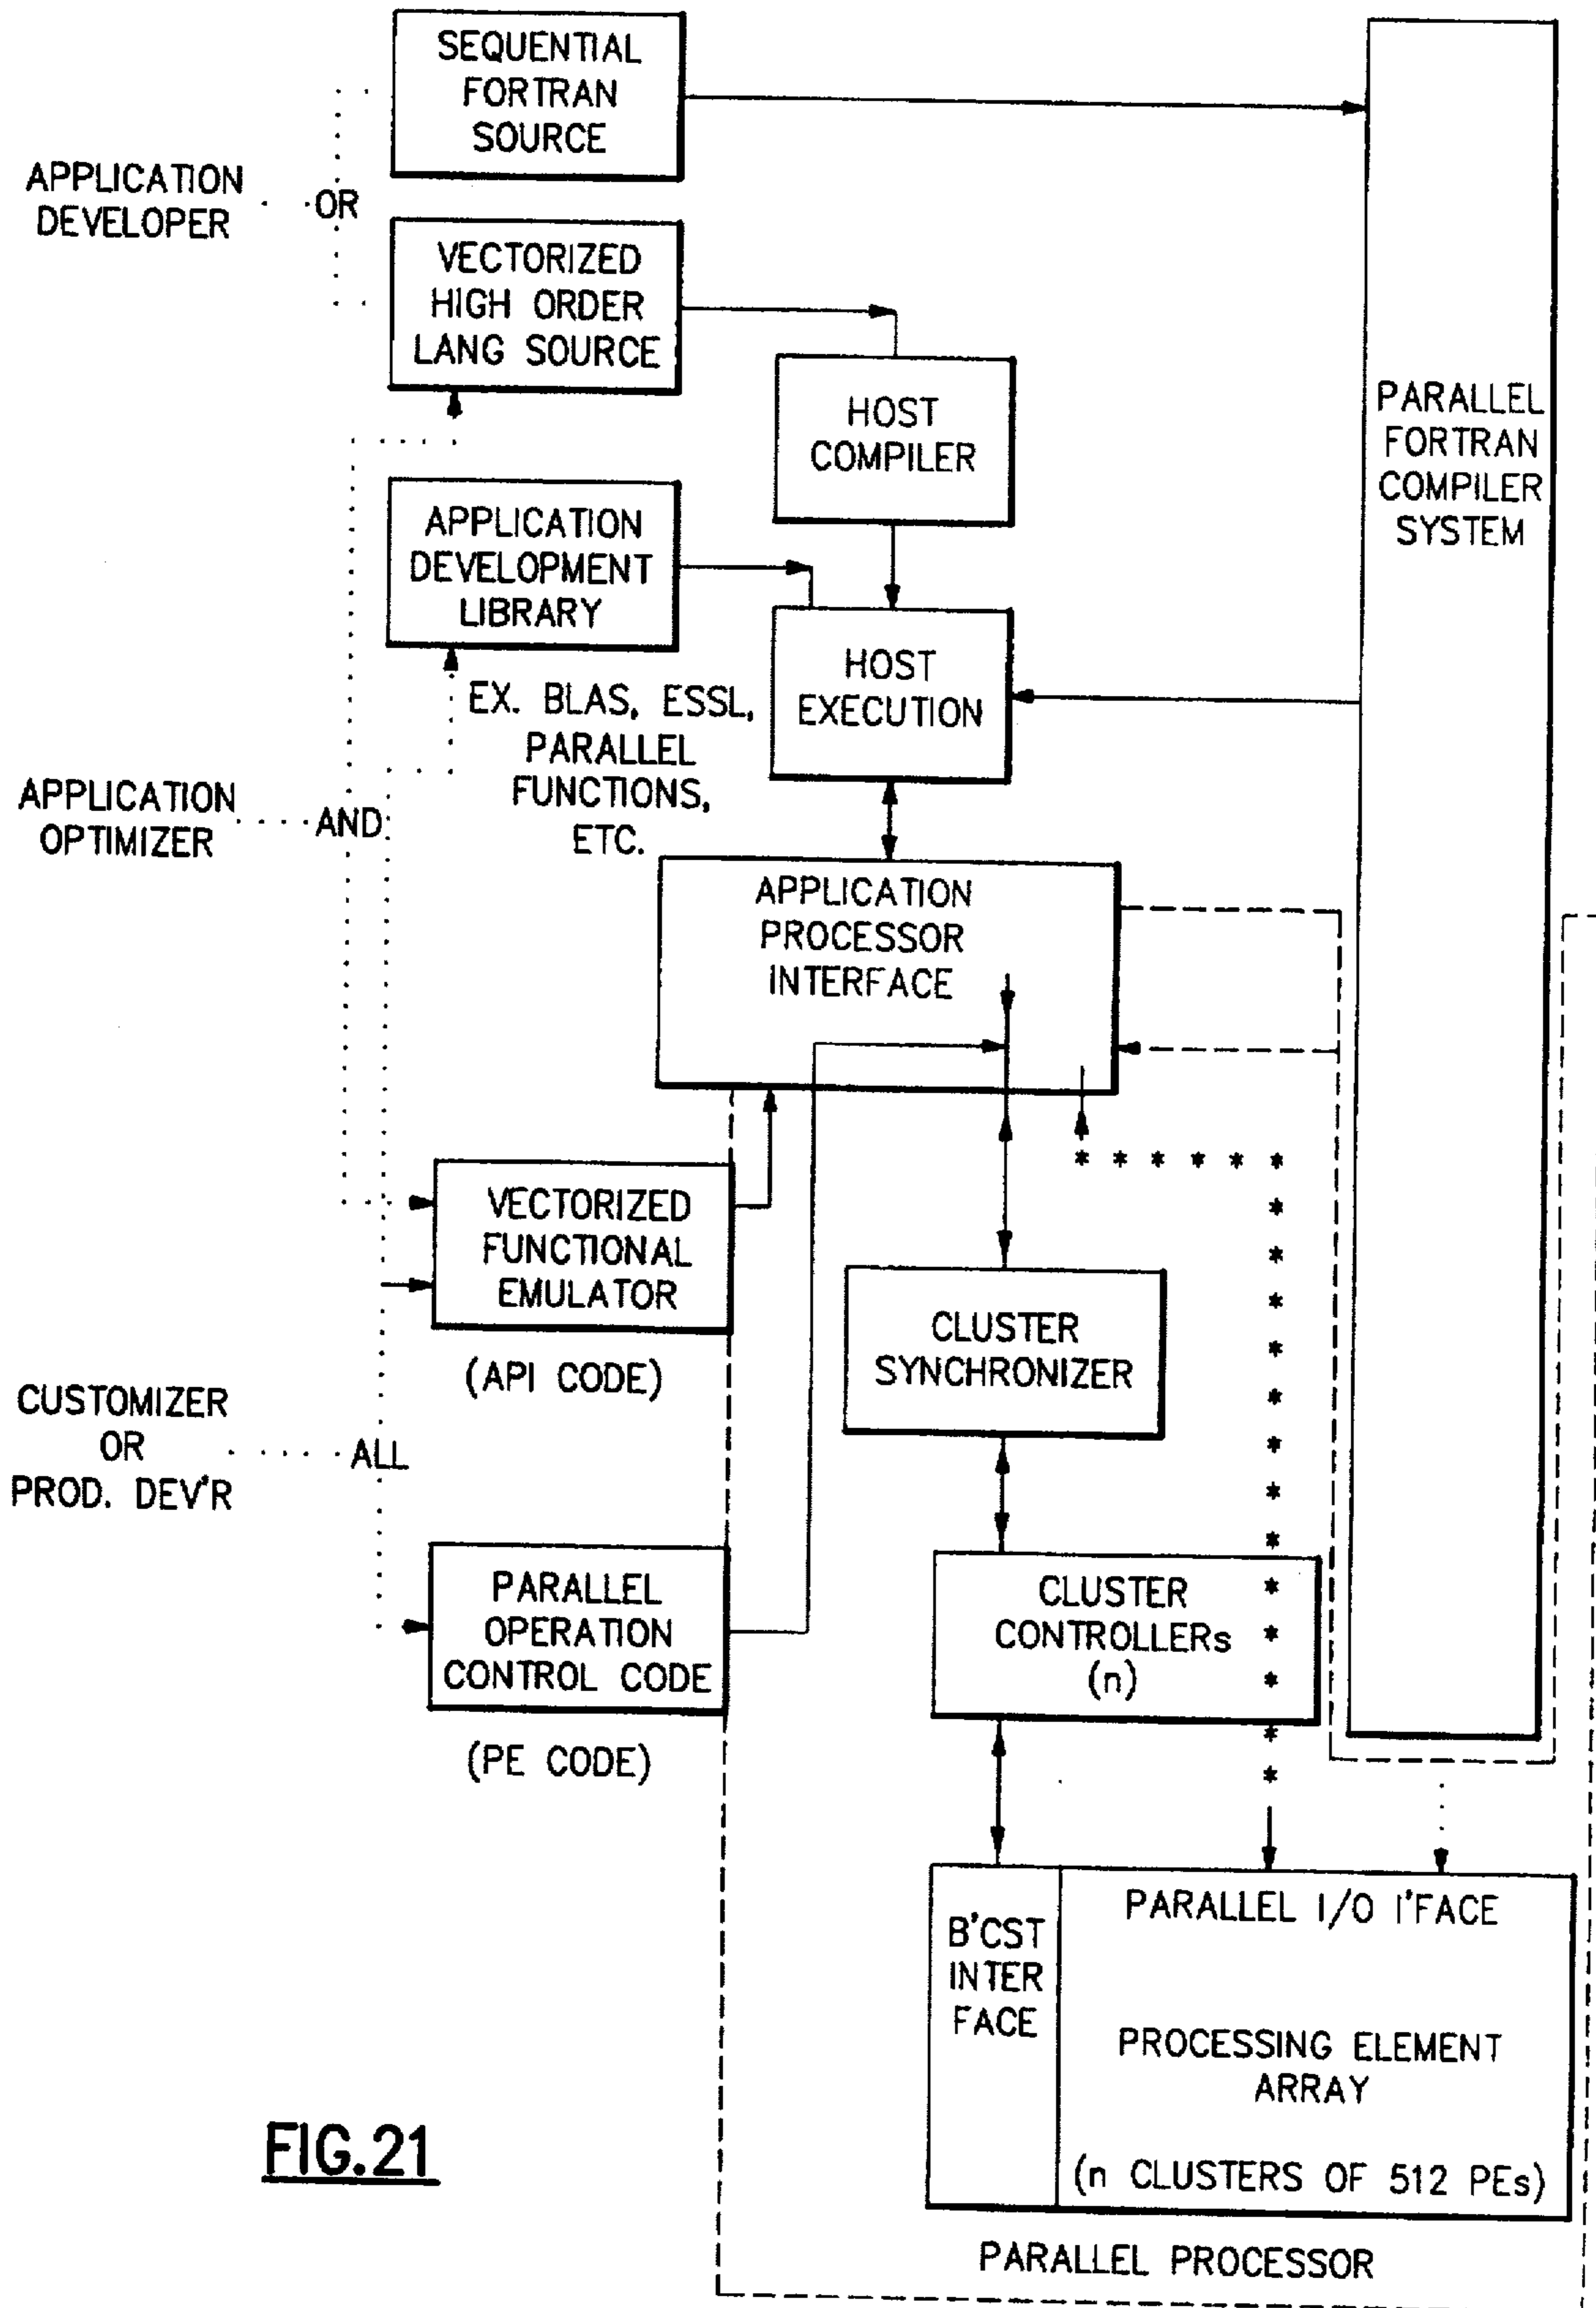 SEQUENTIAL
FORTRAN
SOURCE
APPLICATION
DEVELOPER
OR
VECTORIZED
HIGH ORDER
LANG SOURCE
HOST
COMPILER
PARALLEL
FORTRAN
COMPILER
SYSTEM
APPLICATION
DEVELOPMENT
LIBRARY
HOST
EXECUTION
EX. BLAS, ESSL,
PARALLEL
FUNCTIONS,
ETC.
APPLICATION
OPTIMIZER
AND
APPLICATION
PROCESSOR
INTERFACE
VECTORIZED
FUNCTIONAL
EMULATOR
(API CODE)
CLUSTER
SYNCHRONIZER
CUSTOMIZER
OR
PROD. DEV'R
ALL
PARALLEL
OPERATION
CONTROL CODE
(PE CODE)
CLUSTER
CONTROLLERs
(n)
B'CST
INTER
FACE
PARALLEL I/O I'FACE
PROCESSING ELEMENT
ARRAY
(n CLUSTERS OF 512 PEs)
PARALLEL PROCESSOR
FIG.21